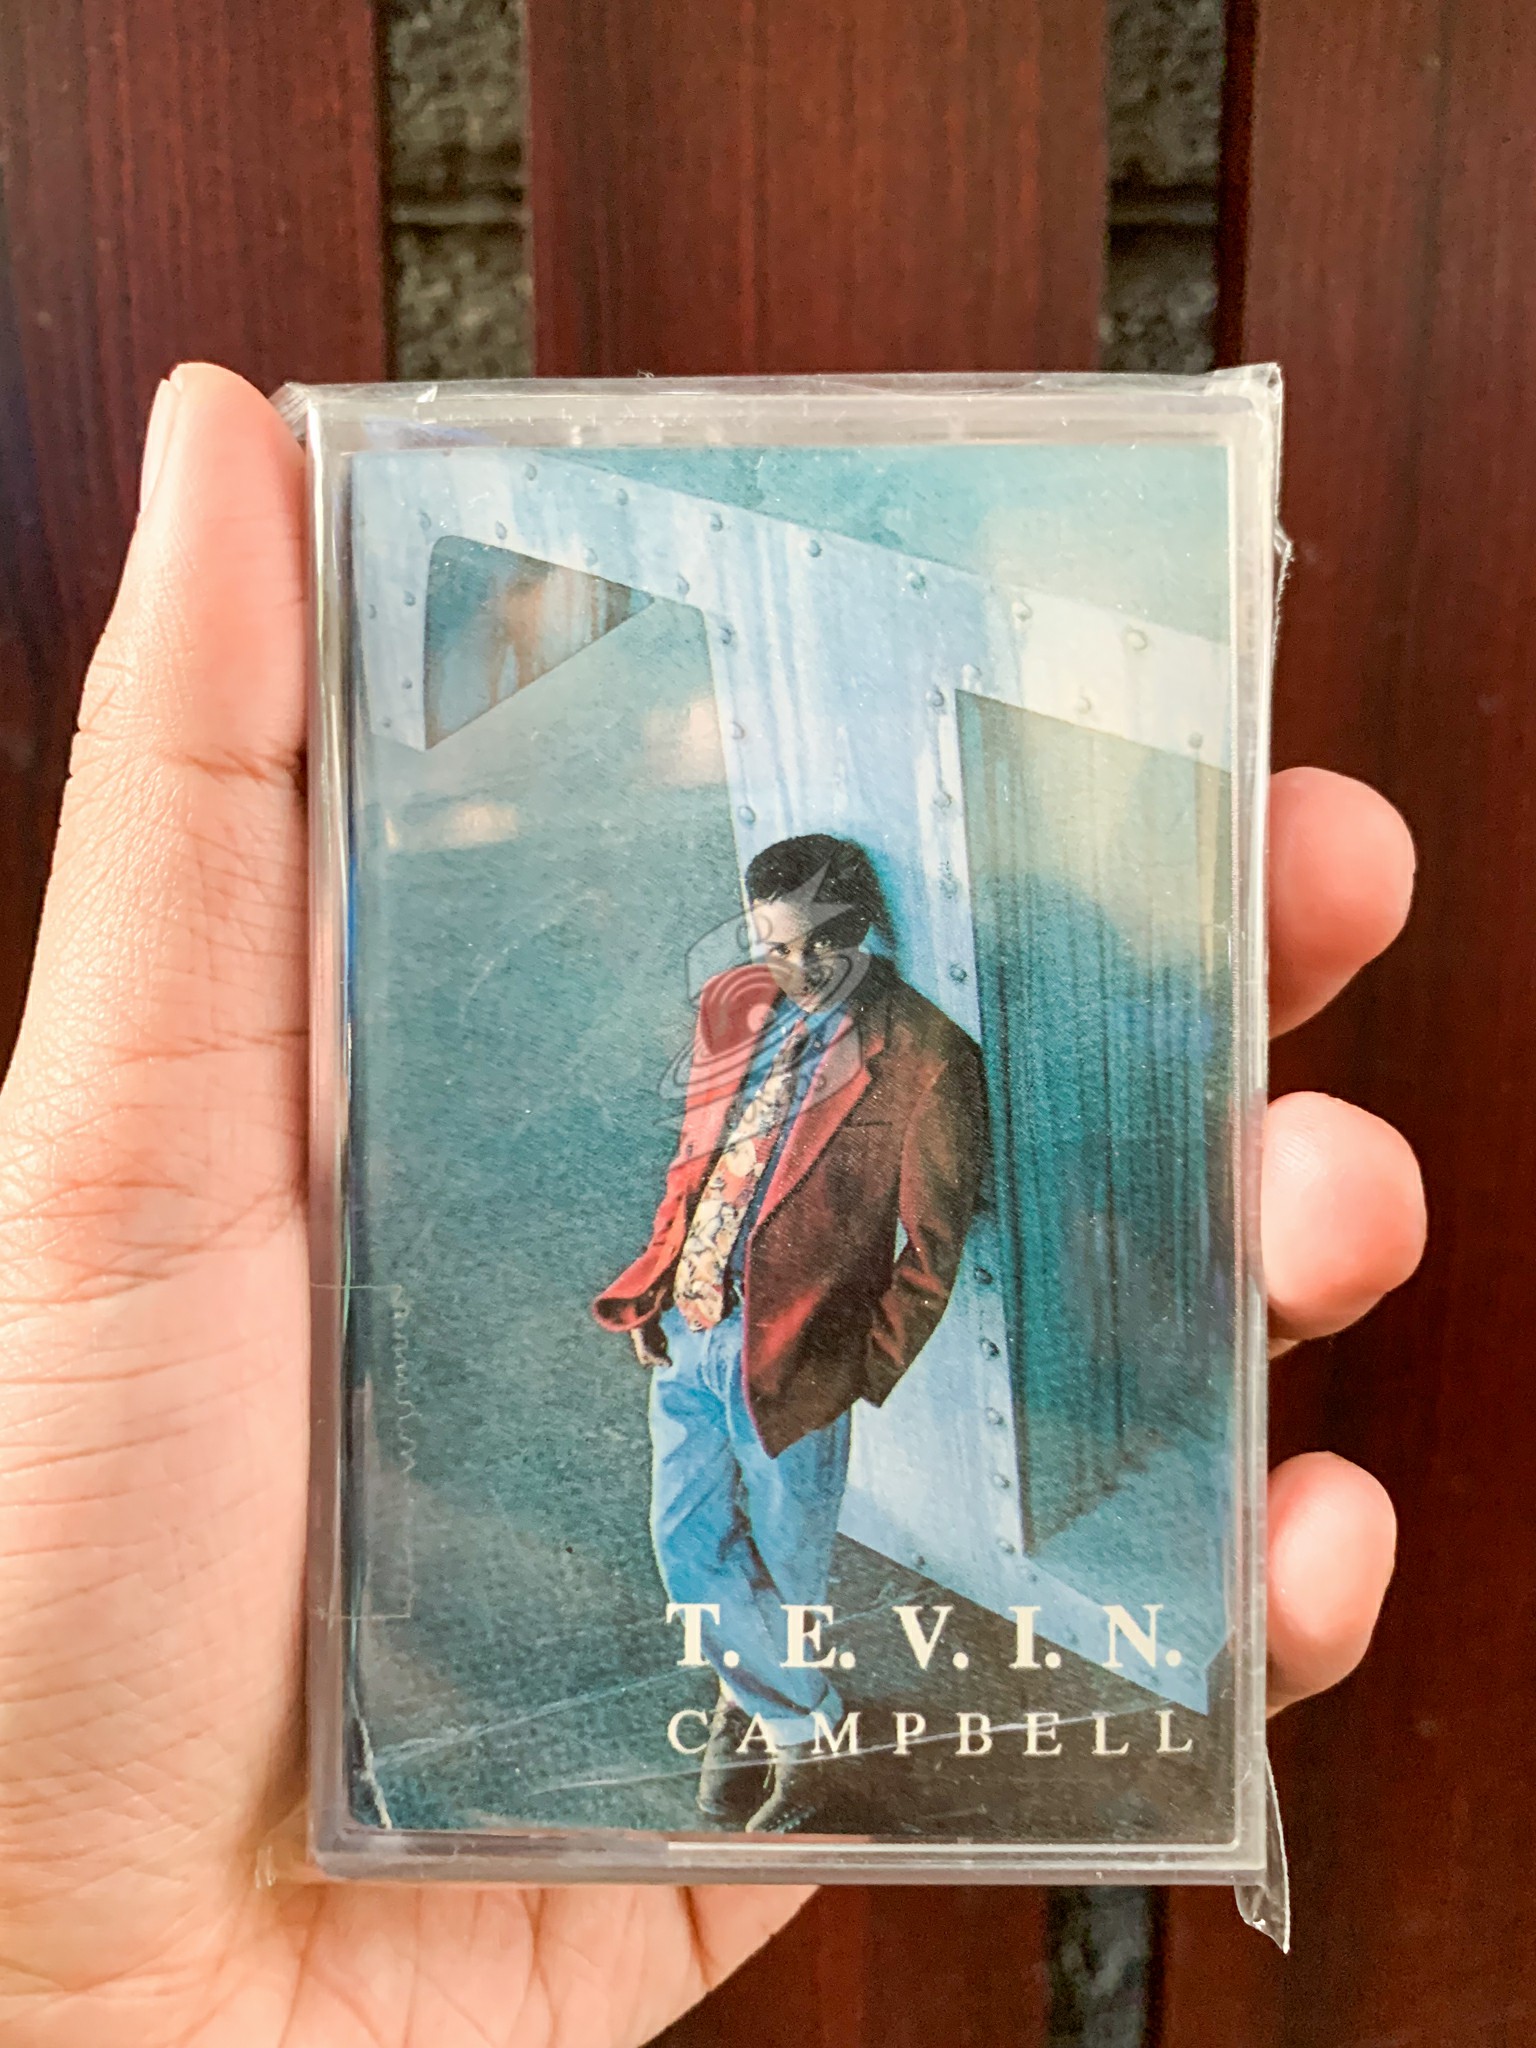 T. E. V. I. N.
CAMPBELL